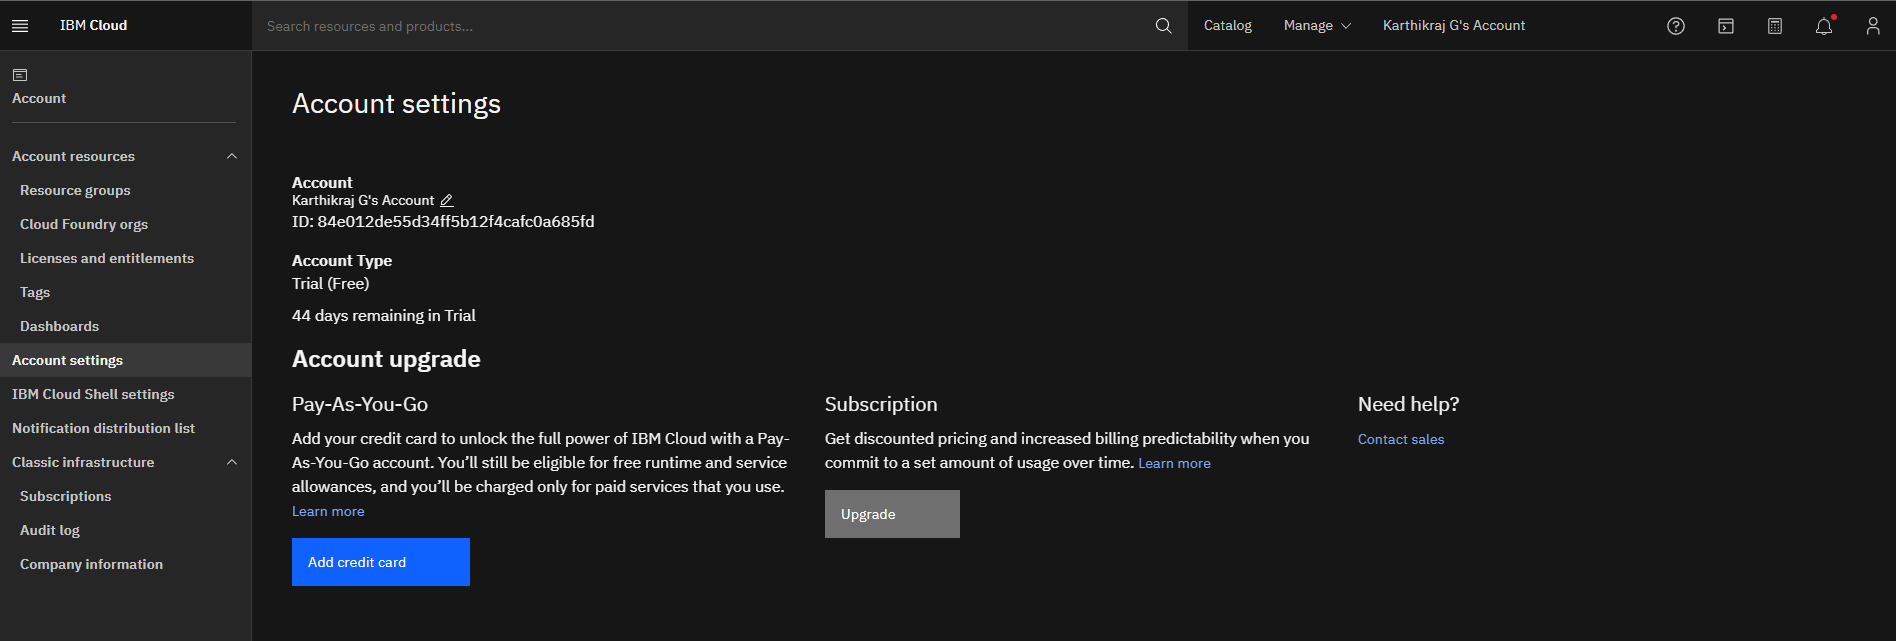 IBM Cloud
Search resources and products...
Catalog
Manage
Karthikraj G's Account
Account
Account resources
Resource groups
Cloud Foundry orgs
Licenses and entitlements
Tags
Dashboards
Account settings
IBM Cloud Shell settings
Notification distribution list
Classic infrastructure
Subscriptions
Audit log
Company information
Account settings
Account
Karthikraj G's Account
ID: 84e012de55d34ff5b12f4cafc0a685fd
Account Type
Trial (Free)
44 days remaining in Trial
Account upgrade
Pay-As-You-Go
Add your credit card to unlock the full power of IBM Cloud with a Pay-
As-You-Go account. You’ll still be eligible for free runtime and service
allowances, and you’ll be charged only for paid services that you use.
Learn more
Add credit card
Subscription
Get discounted pricing and increased billing predictability when you
commit to a set amount of usage over time. Learn more
Upgrade
Need help?
Contact sales